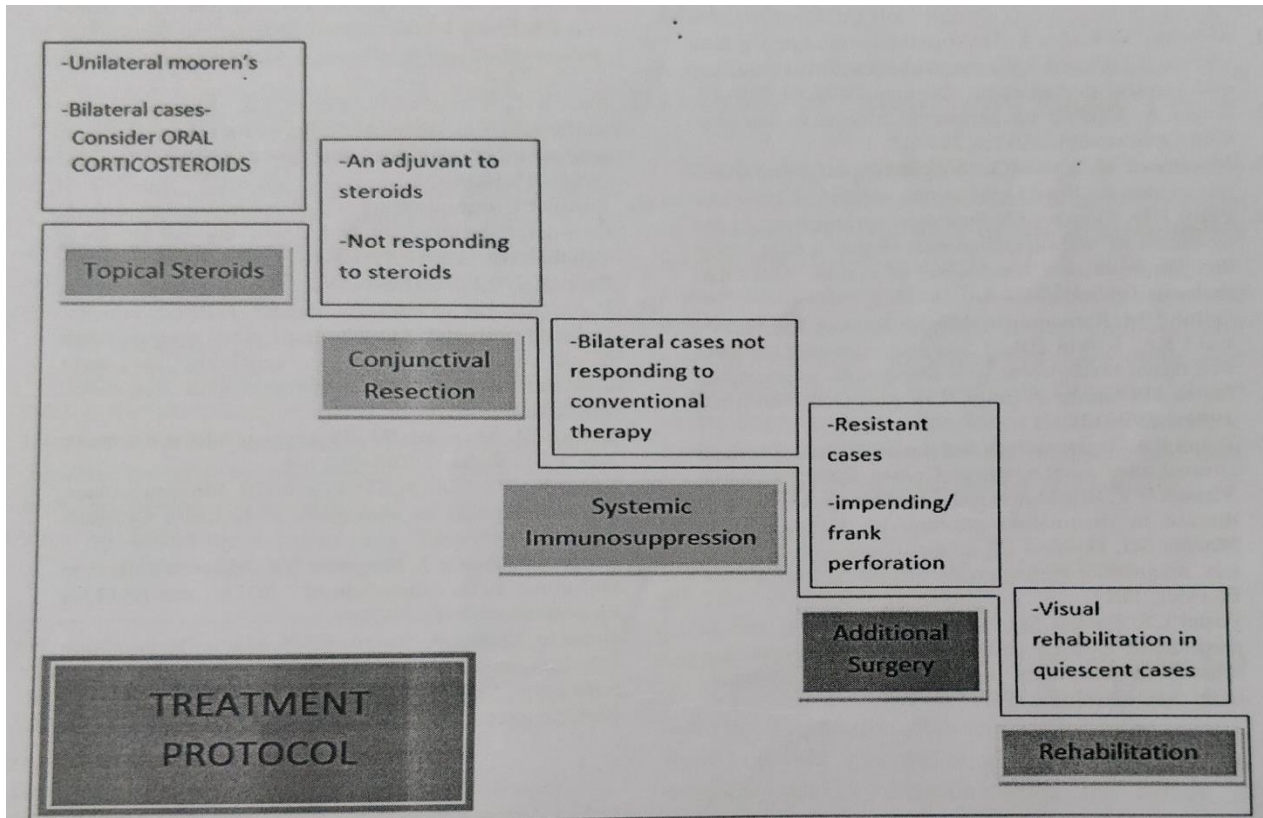 -Unilateral mooren's
-Bilateral cases-
Consider ORAL
CORTICOSTEROIDS
Topical Steroids
-An adjuvant to
steroids
-Not responding
to steroids
Conjunctival
Resection
-Bilateral cases not
responding to
conventional
therapy
Systemic
Immunosuppression
-Resistant
cases
-impending/
frank
perforation
Additional
Surgery
-Visual
rehabilitation in
quiescent cases
Rehabilitation
TREATMENT
PROTOCOL